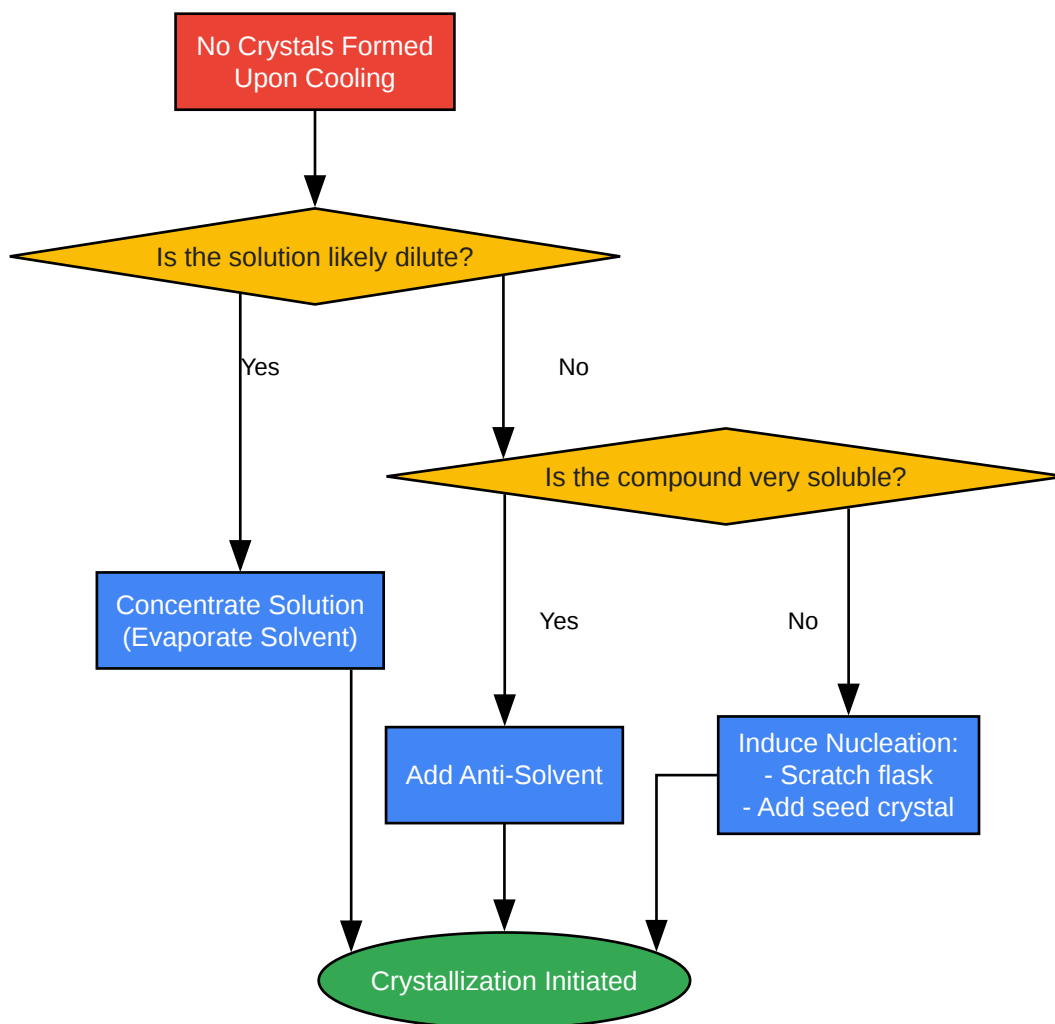 No Crystals Formed
Upon Cooling
Is the solution likely dilute?
Yes
No
Is the compound very soluble?
Concentrate Solution
(Evaporate Solvent)
Yes
No
Add Anti-Solvent
Induce Nucleation:
- Scratch flask
- Add seed crystal
Crystallization Initiated